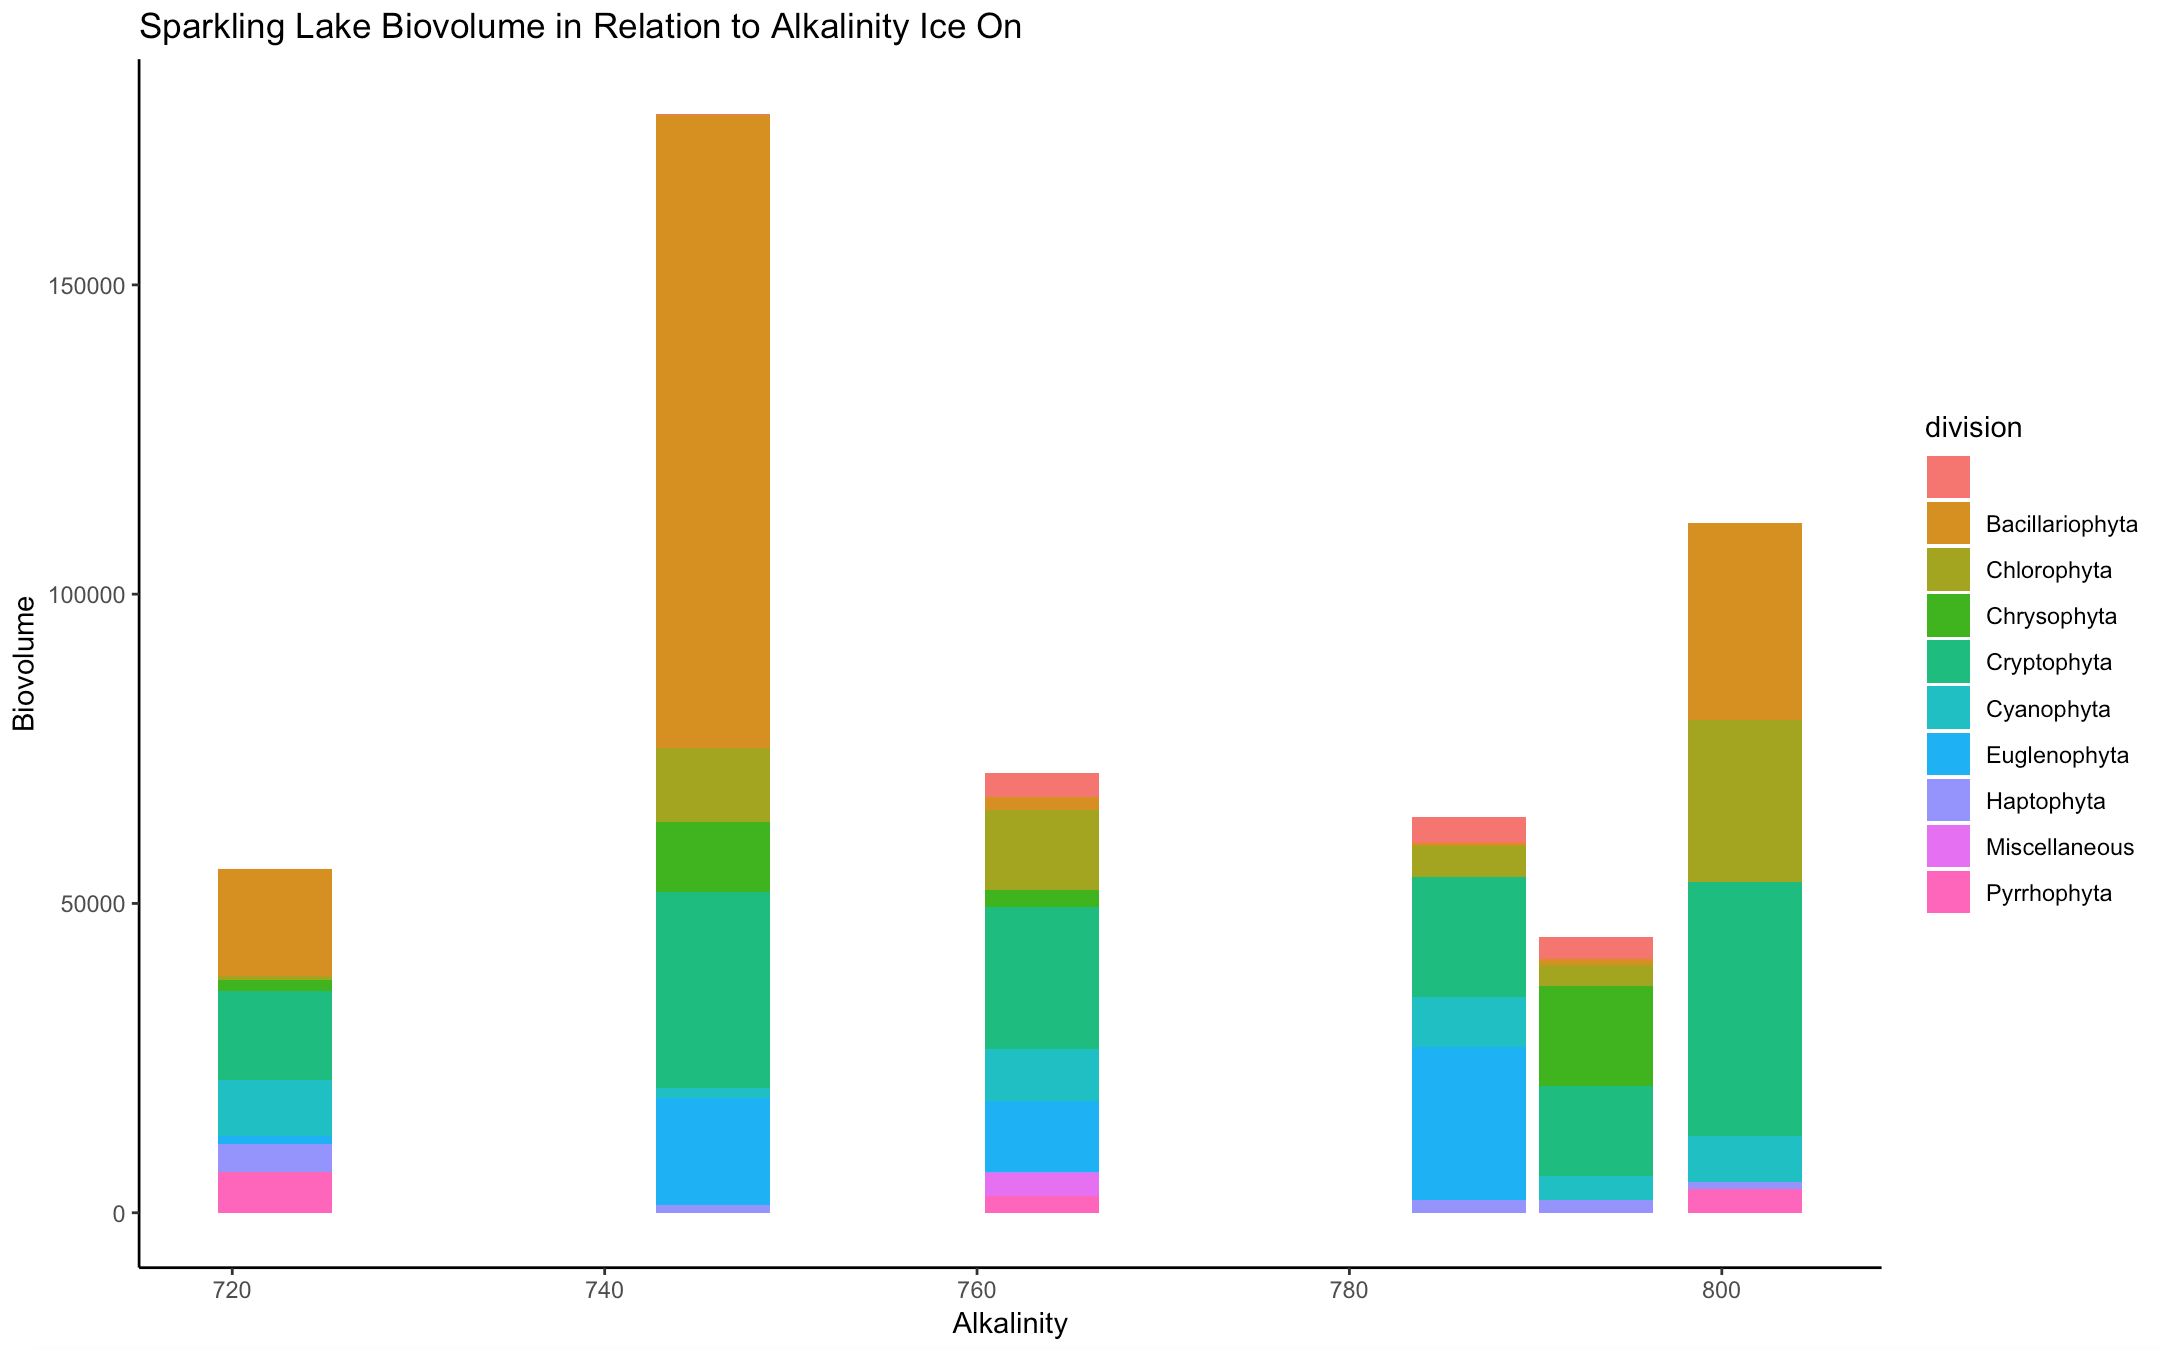 Sparkling Lake Biovolume in Relation to Alkalinity Ice On
150000
100000
50000
0
Biovolume
720 740 760 780 800
Alkalinity
division
Bacillariophyta
Chlorophyta
Chrysophyta
Cryptophyta
Cyanophyta
Euglenophyta
Haptophyta
Miscellaneous
Pyrrhophyta